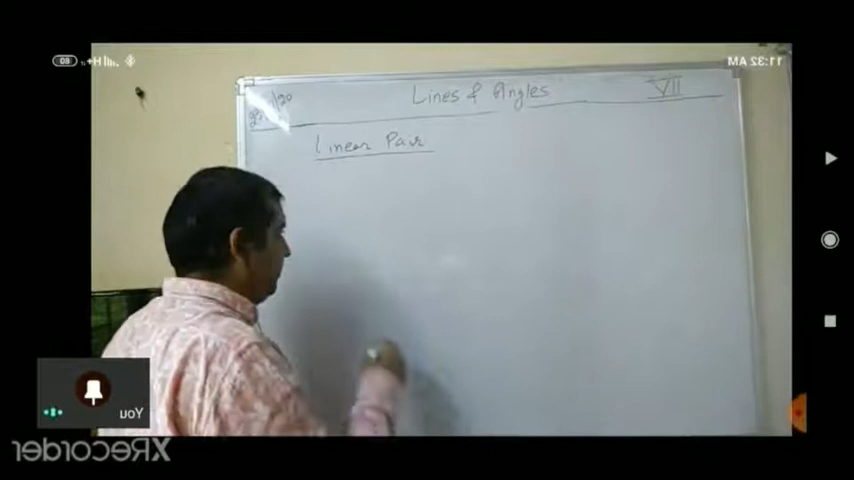 11:32 AM
Lines & Angles
VII
Linear Pair
You
XRecorder